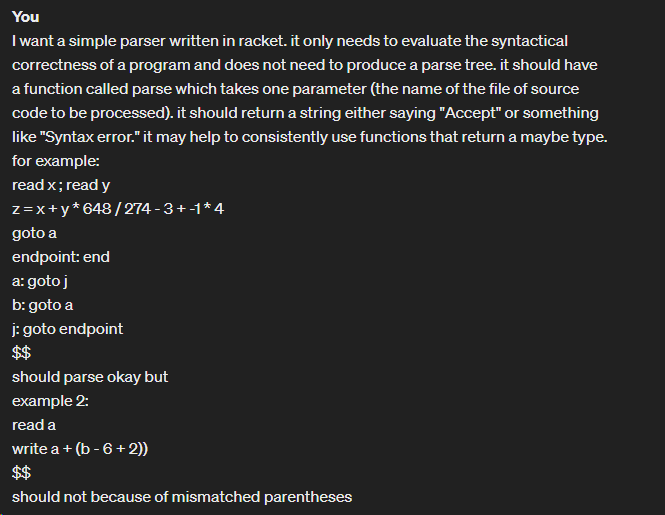 You
I want a simple parser written in racket. it only needs to evaluate the syntactical
correctness of a program and does not need to produce a parse tree. it should have
a function called parse which takes one parameter (the name of the file of source
code to be processed). it should return a string either saying "Accept" or something
like "Syntax error." it may help to consistently use functions that return a maybe type.
for example:
read x ; read y
z = x + y * 648 / 274 - 3 + -1 * 4
goto a
endpoint: end
a: goto j
b: goto a
j: goto endpoint
$$
should parse okay but
example 2:
read a
write a + (b - 6 + 2))
$$
should not because of mismatched parentheses